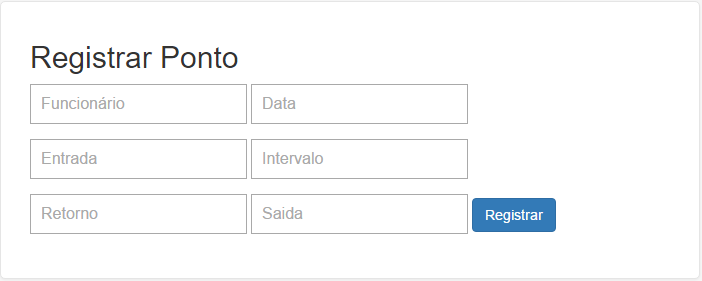 Registrar Ponto
Funcionário Data
Entrada Intervalo
Retorno Saida Registrar